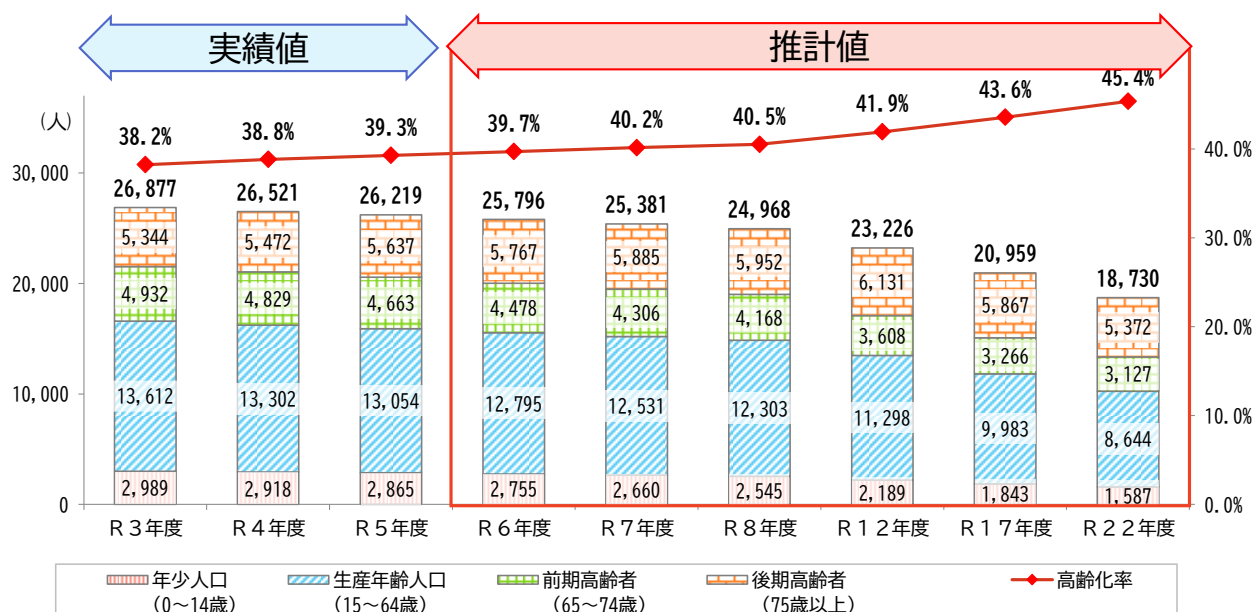 実績値 推計値
45.4%
43.6%
41.9%
(人) 38.2% 38.8% 39.3% 39.7% 40.2% 40.5%
40.0%
30,000 26,877 26,521 26,219 25,796 25,381 24,968
23,226
5,344 5,472 5,637 5,767 5,885 5,952 30.0%
20,959
4,932 4,829 4,663 4,478 4,306 4,168 6,131
20,000 5,867 18,730
3,608 5,372 20.0%
3,266
3,127
10,000 13,612 13,302 13,054 12,795 12,531 12,303 11,298 9,983 8,644 10.0%
2,989 2,918 2,865 2,755 2,660 2,545 2,189 1,843 1,587
0 0.0%
R3年度 R4年度 R5年度 R6年度 R7年度 R8年度 R12年度 R17年度 R22年度
年少人口 生産年齢人口 前期高齢者 後期高齢者 高齢化率
(0~14歳) (15~64歳) (65~74歳) (75歳以上)